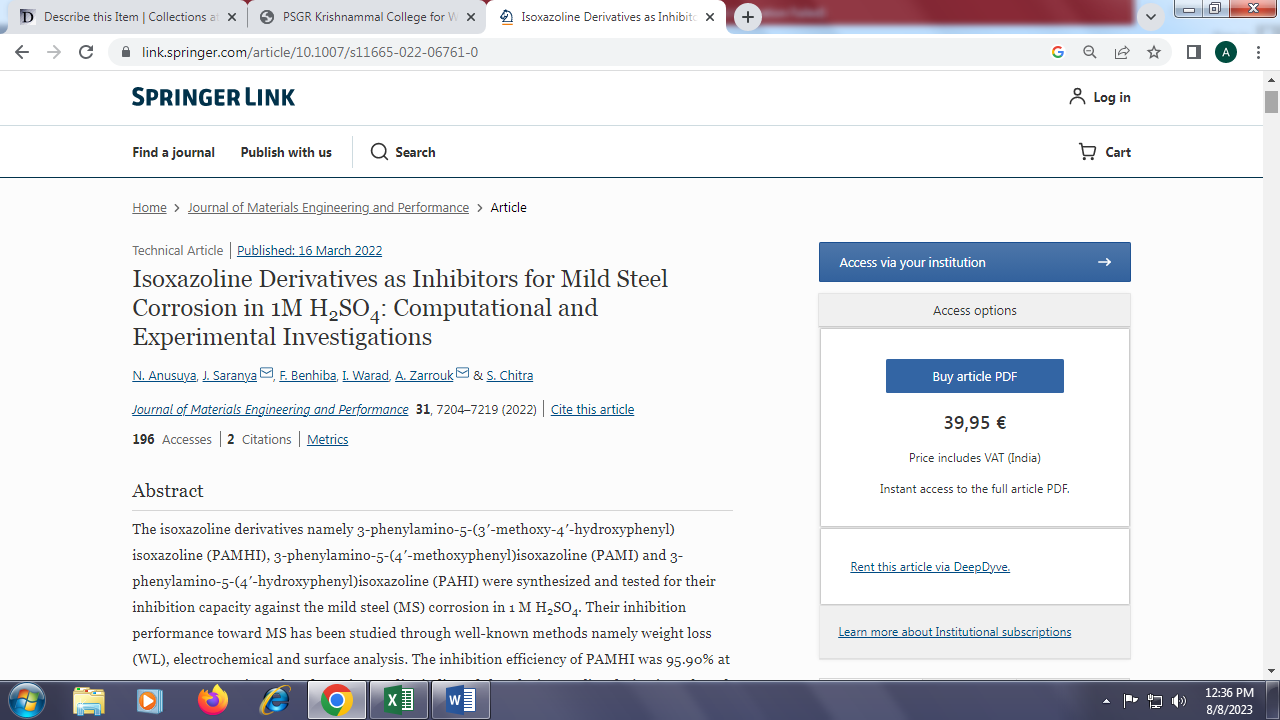 Describe this Item | Collections at
PSGR Krishnammal College for W
Isoxazoline Derivatives as Inhibito
link.springer.com/article/10.1007/s11665-022-06761-0
A
SPRINGER LINK
Log in
Find a journal
Publish with us
Search
Cart
Home > Journal of Materials Engineering and Performance > Article
Technical Article | Published: 16 March 2022
Isoxazoline Derivatives as Inhibitors for Mild Steel
Corrosion in 1M H₂SO₄: Computational and
Experimental Investigations
N. Anusuya, J. Saranya, F. Benhiba, I. Warad, A. Zarrouk & S. Chitra
Journal of Materials Engineering and Performance 31, 7204–7219 (2022) | Cite this article
196 Accesses | 2 Citations | Metrics
Abstract
The isoxazoline derivatives namely 3-phenylamino-5-(3′-methoxy-4′-hydroxyphenyl)
isoxazoline (PAMHI), 3-phenylamino-5-(4′-methoxyphenyl)isoxazoline (PAMI) and 3-
phenylamino-5-(4′-hydroxyphenyl)isoxazoline (PAHI) were synthesized and tested for their
inhibition capacity against the mild steel (MS) corrosion in 1 M H₂SO₄. Their inhibition
performance toward MS has been studied through well-known methods namely weight loss
(WL), electrochemical and surface analysis. The inhibition efficiency of PAMHI was 95.90% at
Access via your institution
Access options
Buy article PDF
39,95 €
Price includes VAT (India)
Instant access to the full article PDF.
Rent this article via DeepDyve.
Learn more about Institutional subscriptions
12:36 PM
8/8/2023